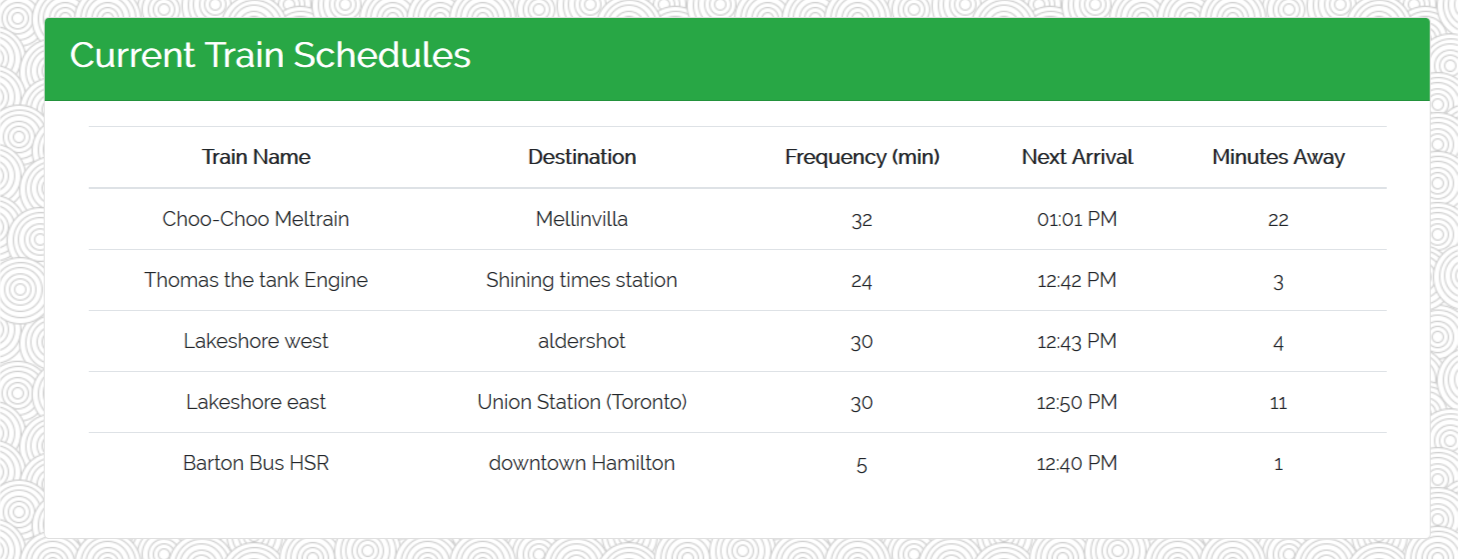 Current Train Schedules
Train Name Destination Frequency (min) Next Arrival Minutes Away
Choo-Choo Meltrain Mellinvilla 32 01:01 PM 22
Thomas the tank Engine Shining times station 24 12:42 PM 3
Lakeshore west aldershot 30 12:43 PM 4
Lakeshore east Union Station (Toronto) 30 12:50 PM 11
Barton Bus HSR downtown Hamilton 5 12:40 PM 1